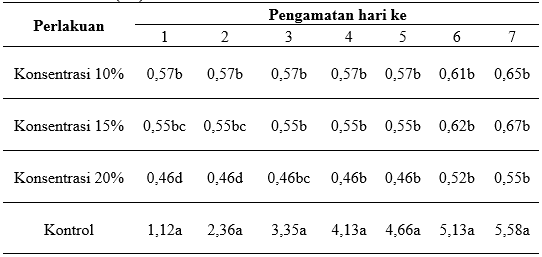 Perlakuan Pengamatan hari ke
1 2 3 4 5 6 7
Konsentrasi 10% 0,57b 0,57b 0,57b 0,57b 0,57b 0,61b 0,65b
Konsentrasi 15% 0,55bc 0,55bc 0,55b 0,55b 0,55b 0,62b 0,67b
Konsentrasi 20% 0,46d 0,46d 0,46bc 0,46b 0,46b 0,52b 0,55b
Kontrol 1,12a 2,36a 3,35a 4,13a 4,66a 5,13a 5,58a